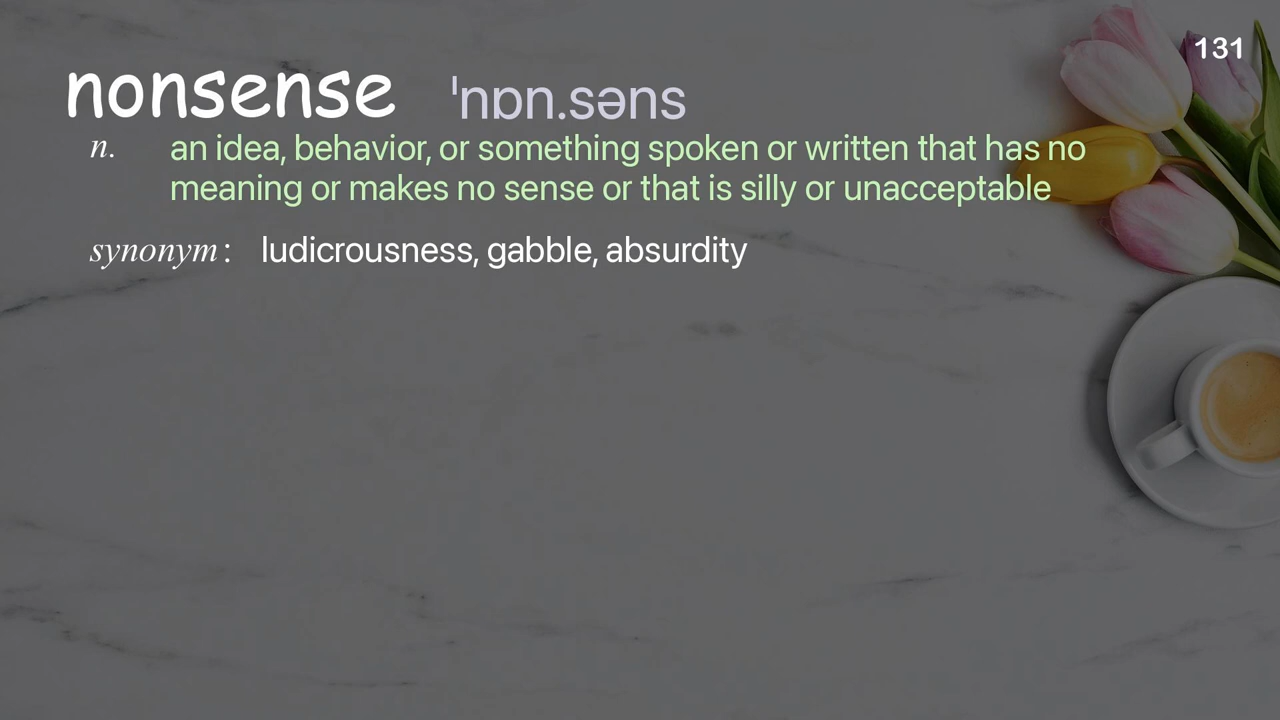 131
nonsense ˈnɒn.səns
n. an idea, behavior, or something spoken or written that has no
meaning or makes no sense or that is silly or unacceptable
synonym: ludicrousness, gabble, absurdity